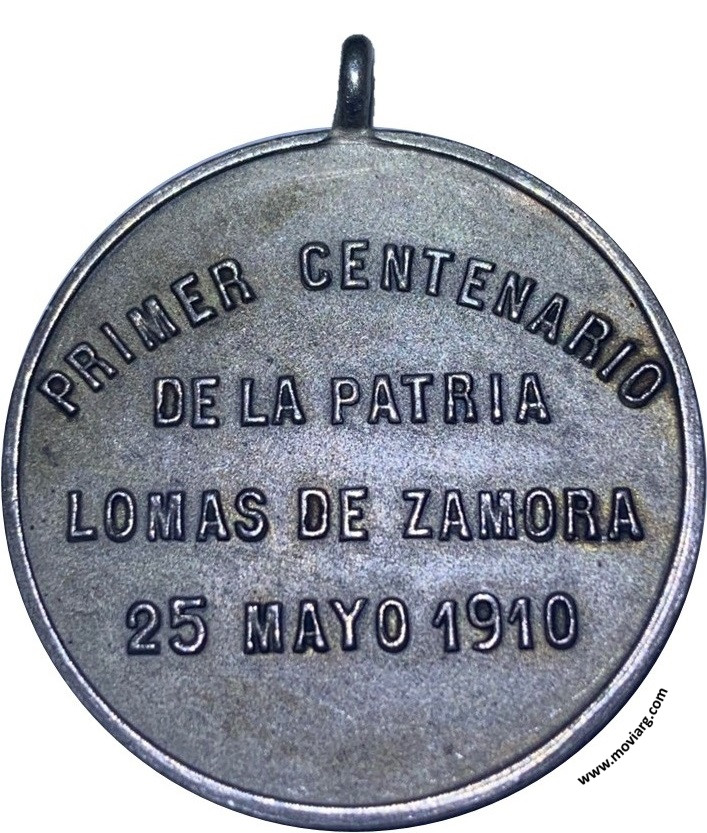 PRIMER CENTENARIO
DE LA PATRIA
LOMAS DE ZAMORA
25 MAYO 1910
www.moviarg.com